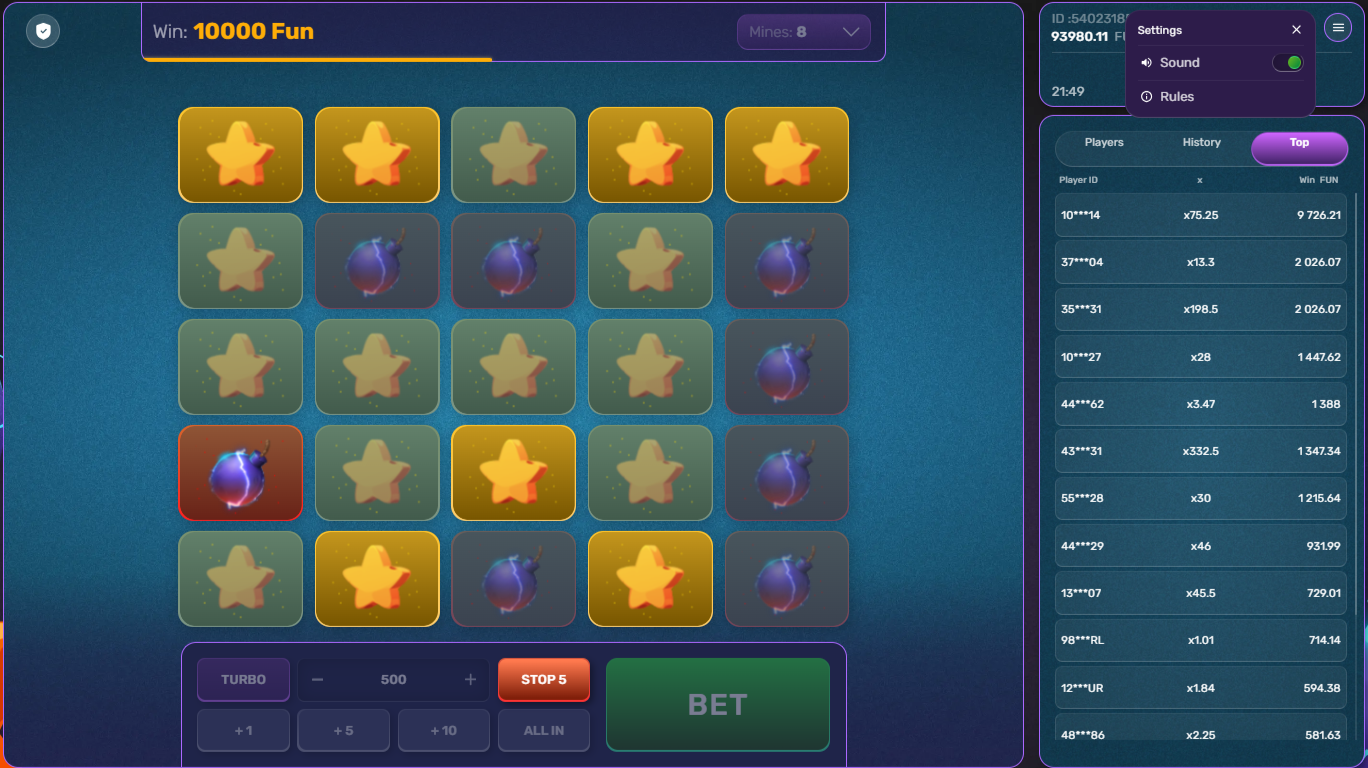 Win: 10000 Fun
Mines: 8
TURBO
− 500 +
STOP 5
+ 1
+ 5
+ 10
ALL IN
BET
ID :5402318
93980.11
21:49
Settings
Sound
Rules
Players History Top
Player ID x Win FUN
10***14 x75.25 9 726.21
37***04 x13.3 2 026.07
35***31 x198.5 2 026.07
10***27 x28 1 447.62
44***62 x3.47 1 388
43***31 x332.5 1 347.34
55***28 x30 1 215.64
44***29 x46 931.99
13***07 x45.5 729.01
98***RL x1.01 714.14
12***UR x1.84 594.38
48***86 x2.25 581.63